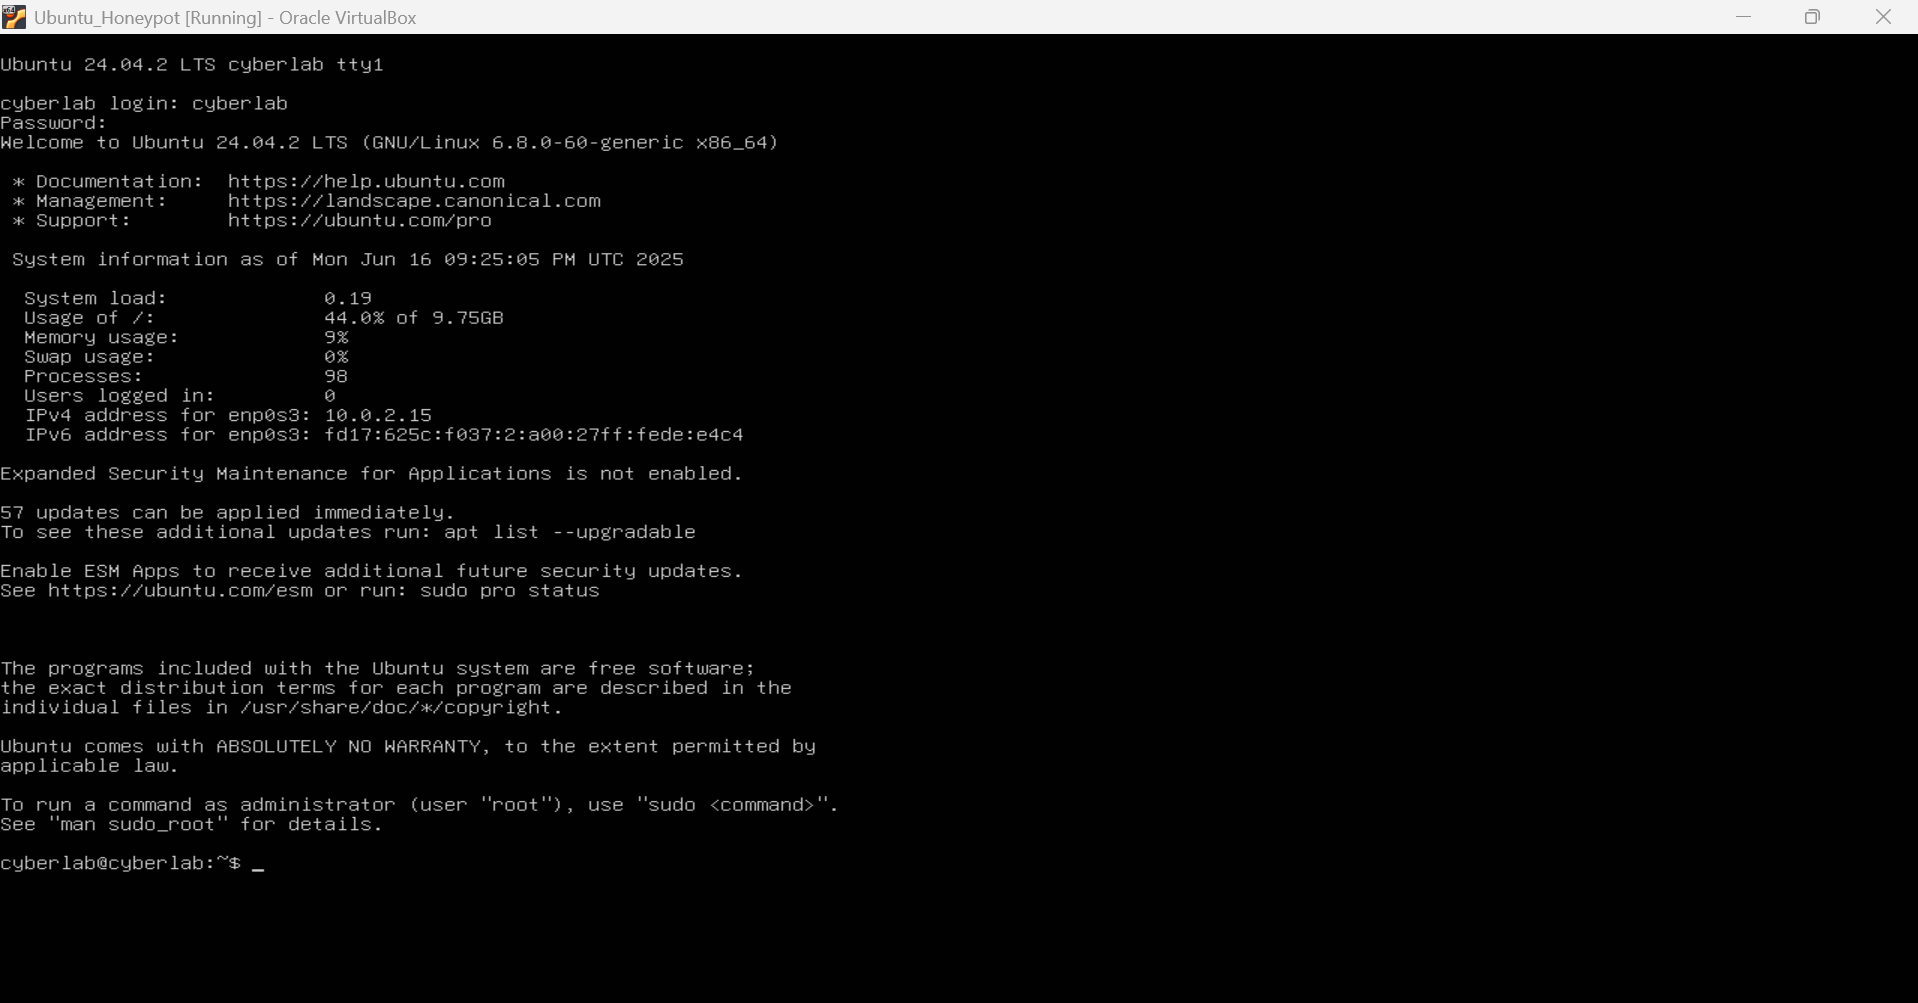 Ubuntu_Honeypot [Running] - Oracle VirtualBox
Ubuntu 24.04.2 LTS cyberlab tty1
cyberlab login: cyberlab
Password:
Welcome to Ubuntu 24.04.2 LTS (GNU/Linux 6.8.0-60-generic x86_64)
* Documentation:  https://help.ubuntu.com
* Management:     https://landscape.canonical.com
* Support:        https://ubuntu.com/pro
System information as of Mon Jun 16 09:25:05 PM UTC 2025
System load:             0.19
Usage of /:              44.0% of 9.75GB
Memory usage:            9%
Swap usage:              0%
Processes:               98
Users logged in:         0
IPv4 address for enp0s3: 10.0.2.15
IPv6 address for enp0s3: fd17:625c:f037:2:a00:27ff:fede:e4c4
Expanded Security Maintenance for Applications is not enabled.
57 updates can be applied immediately.
To see these additional updates run: apt list --upgradable
Enable ESM Apps to receive additional future security updates.
See https://ubuntu.com/esm or run: sudo pro status
The programs included with the Ubuntu system are free software;
the exact distribution terms for each program are described in the
individual files in /usr/share/doc/*/copyright.
Ubuntu comes with ABSOLUTELY NO WARRANTY, to the extent permitted by
applicable law.
To run a command as administrator (user "root"), use "sudo <command>".
See "man sudo_root" for details.
cyberlab@cyberlab:~$ _